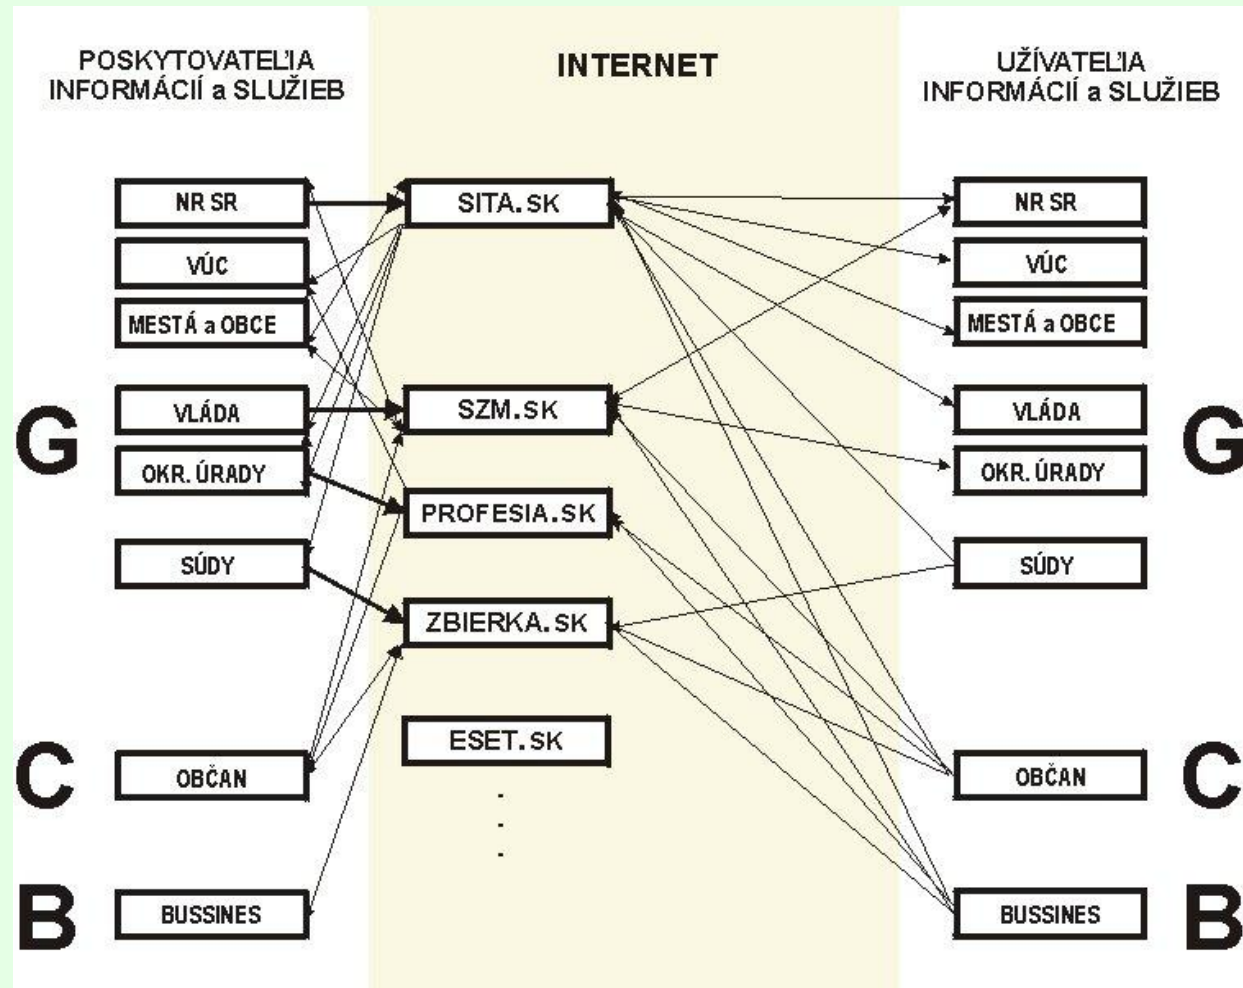 POSKYTOVATEĽIA
INFORMÁCIÍ a SLUŽIEB
INTERNET
UŽÍVATEĽIA
INFORMÁCIÍ a SLUŽIEB
NR SR
VÚC
MESTÁ a OBCE
G
VLÁDA
OKR. ÚRADY
SÚDY
C
OBČAN
B
BUSSINES
SITA.SK
SZM.SK
PROFESIA.SK
ZBIERKA.SK
ESET.SK
.
.
.
NR SR
VÚC
MESTÁ a OBCE
VLÁDA
G
OKR. ÚRADY
SÚDY
OBČAN
C
BUSSINES
B